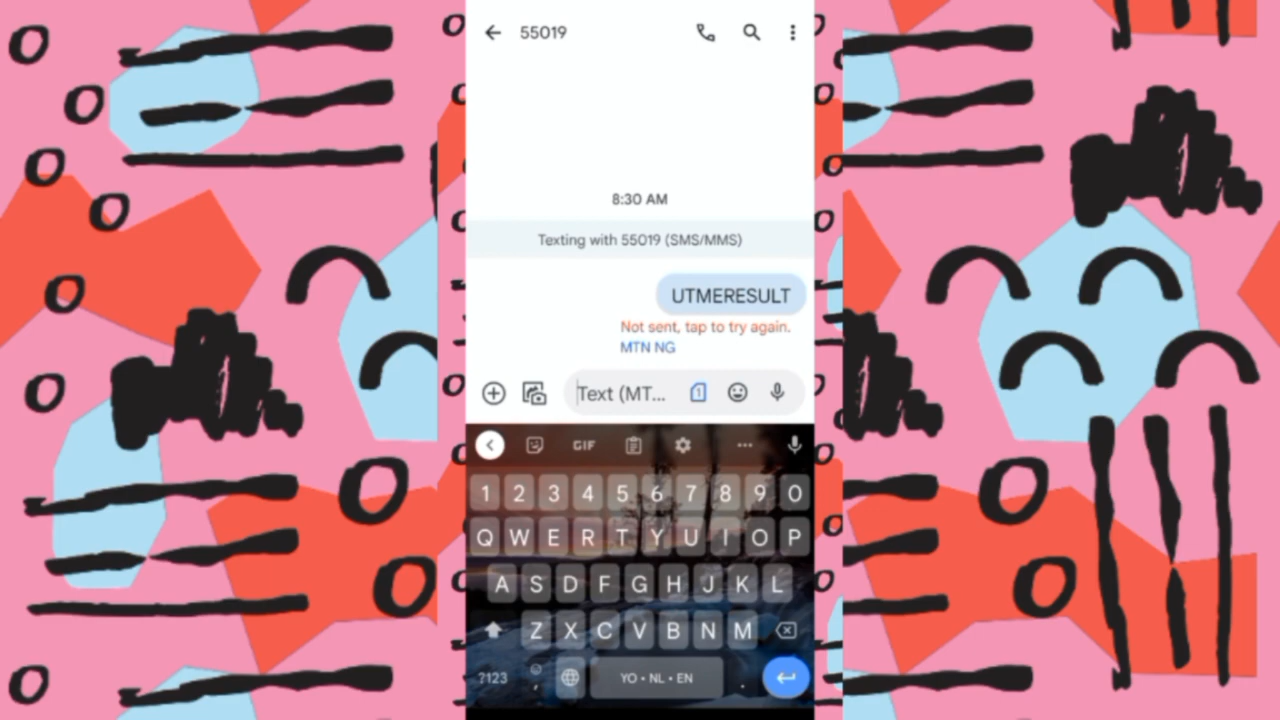 55019
8:30 AM
Texting with 55019 (SMS/MMS)
UTMERESULT
Not sent, tap to try again.
MTN NG
Text (MT...
1
GIF
1 2 3 4 5 6 7 8 9 0
Q W E R T Y U I O P
A S D F G H J K L
Z X C V B N M
?123 , YO • NL • EN .